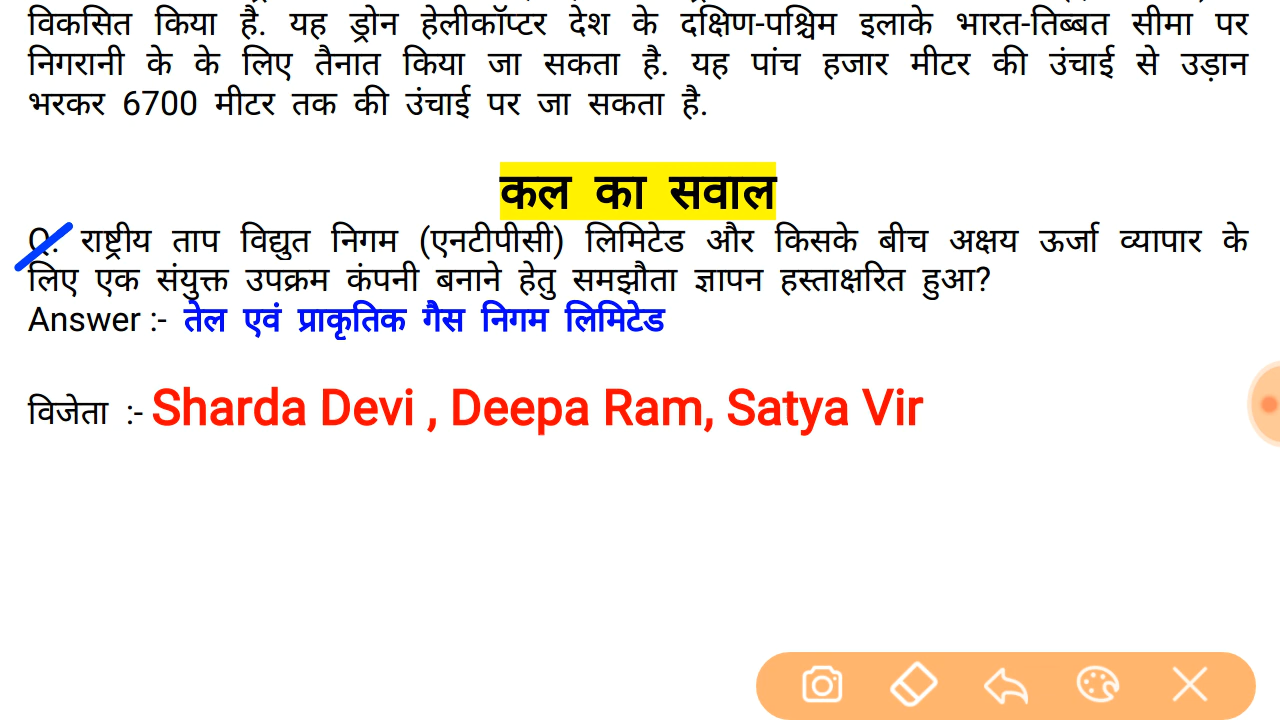 विकसित किया है. यह ड्रोन हेलीकॉप्टर देश के दक्षिण-पश्चिम इलाके भारत-तिब्बत सीमा पर
निगरानी के के लिए तैनात किया जा सकता है. यह पांच हजार मीटर की उंचाई से उड़ान
भरकर 6700 मीटर तक की उंचाई पर जा सकता है.
कल का सवाल
Q. राष्ट्रीय ताप विद्युत निगम (एनटीपीसी) लिमिटेड और किसके बीच अक्षय ऊर्जा व्यापार के
लिए एक संयुक्त उपक्रम कंपनी बनाने हेतु समझौता ज्ञापन हस्ताक्षरित हुआ?
Answer :- तेल एवं प्राकृतिक गैस निगम लिमिटेड
विजेता :- Sharda Devi , Deepa Ram, Satya Vir